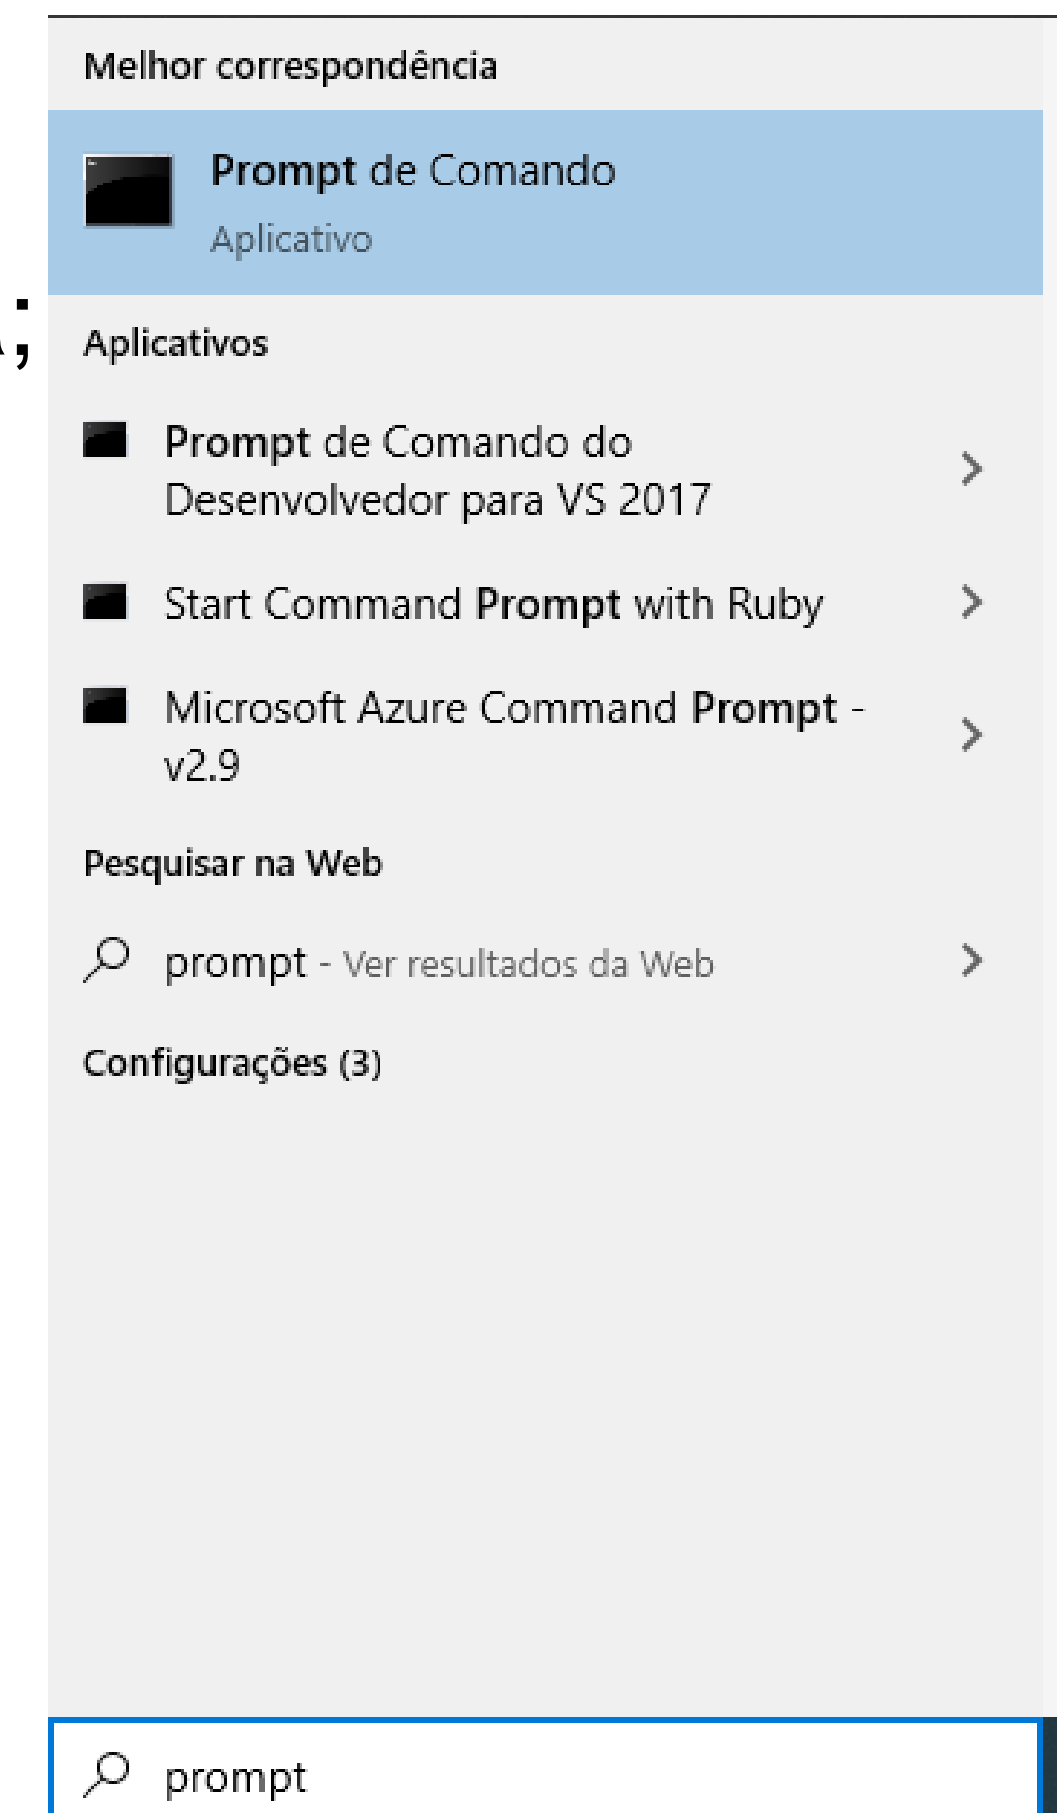 Melhor correspondência
Prompt de Comando
Aplicativo
;
Aplicativos
Prompt de Comando do
Desenvolvedor para VS 2017
Start Command Prompt with Ruby
Microsoft Azure Command Prompt -
v2.9
Pesquisar na Web
prompt - Ver resultados da Web
Configurações (3)
prompt